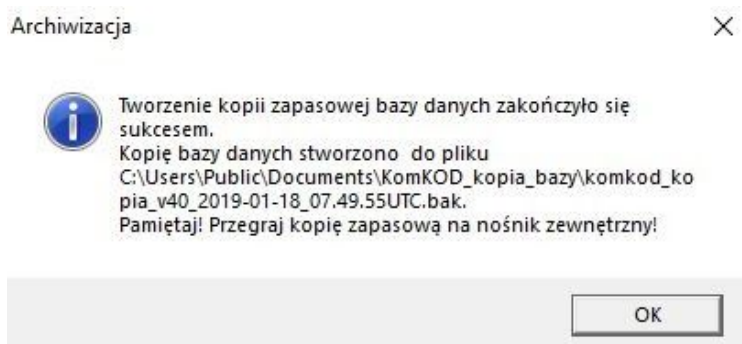 Archiwizacja
Tworzenie kopii zapasowej bazy danych zakończyło się
sukcesem.
Kopię bazy danych stworzono  do pliku
C:\Users\Public\Documents\KomKOD_kopia_bazy\komkod_ko
pia_v40_2019-01-18_07.49.55UTC.bak.
Pamiętaj! Przegraj kopię zapasową na nośnik zewnętrzny!
OK